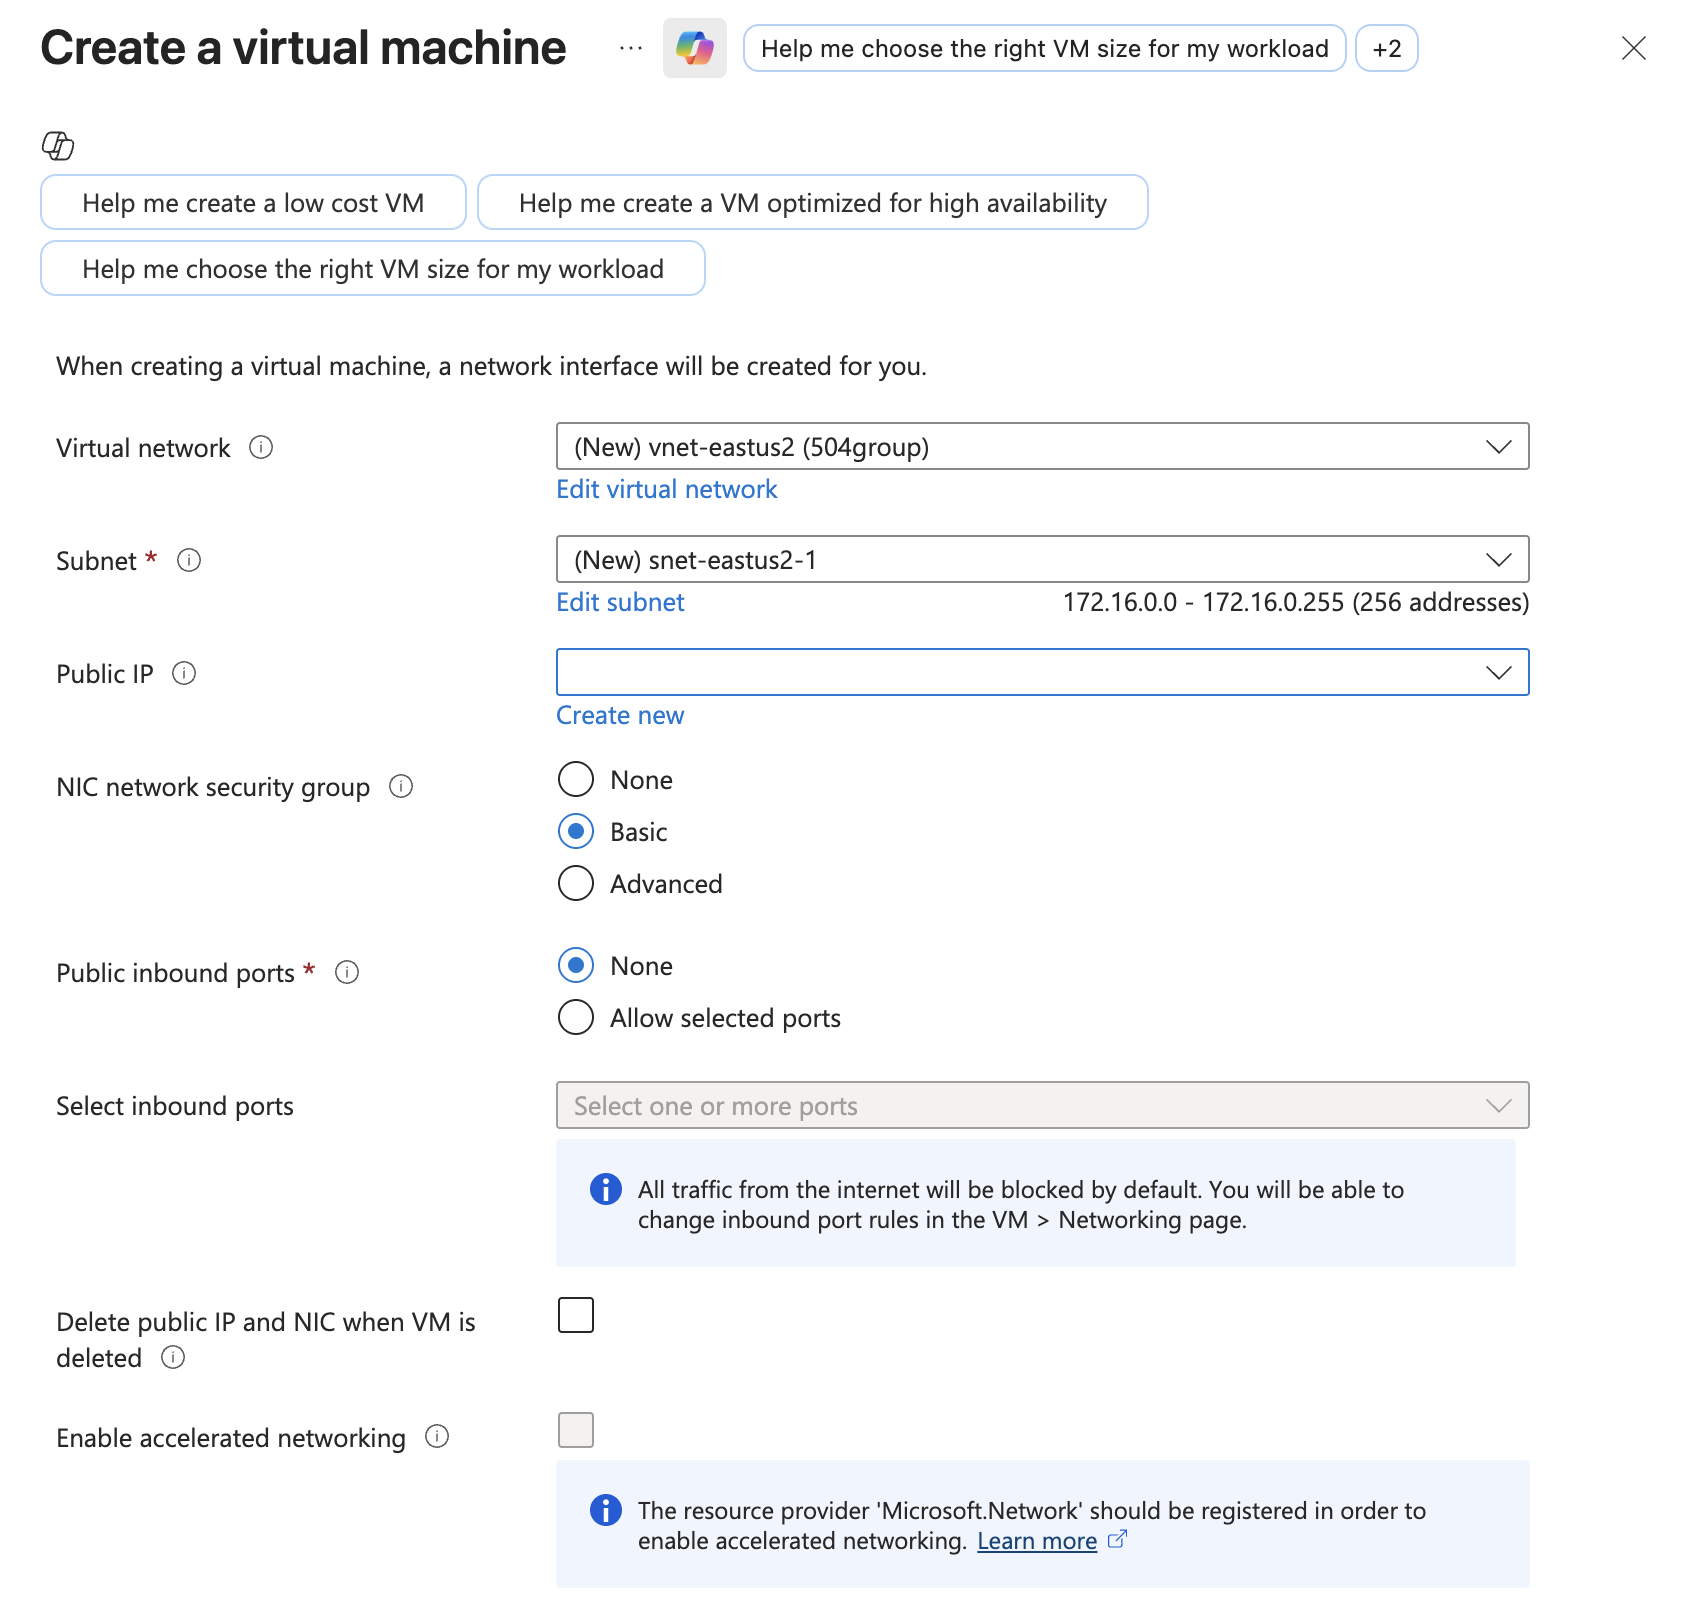 Create a virtual machine
...
Help me choose the right VM size for my workload
+2
Help me create a low cost VM
Help me create a VM optimized for high availability
Help me choose the right VM size for my workload
When creating a virtual machine, a network interface will be created for you.
Virtual network
(New) vnet-eastus2 (504group)
Edit virtual network
Subnet *
(New) snet-eastus2-1
Edit subnet
172.16.0.0 - 172.16.0.255 (256 addresses)
Public IP
Create new
NIC network security group
None
Basic
Advanced
Public inbound ports *
None
Allow selected ports
Select inbound ports
Select one or more ports
All traffic from the internet will be blocked by default. You will be able to
change inbound port rules in the VM > Networking page.
Delete public IP and NIC when VM is
deleted
Enable accelerated networking
The resource provider 'Microsoft.Network' should be registered in order to
enable accelerated networking. Learn more